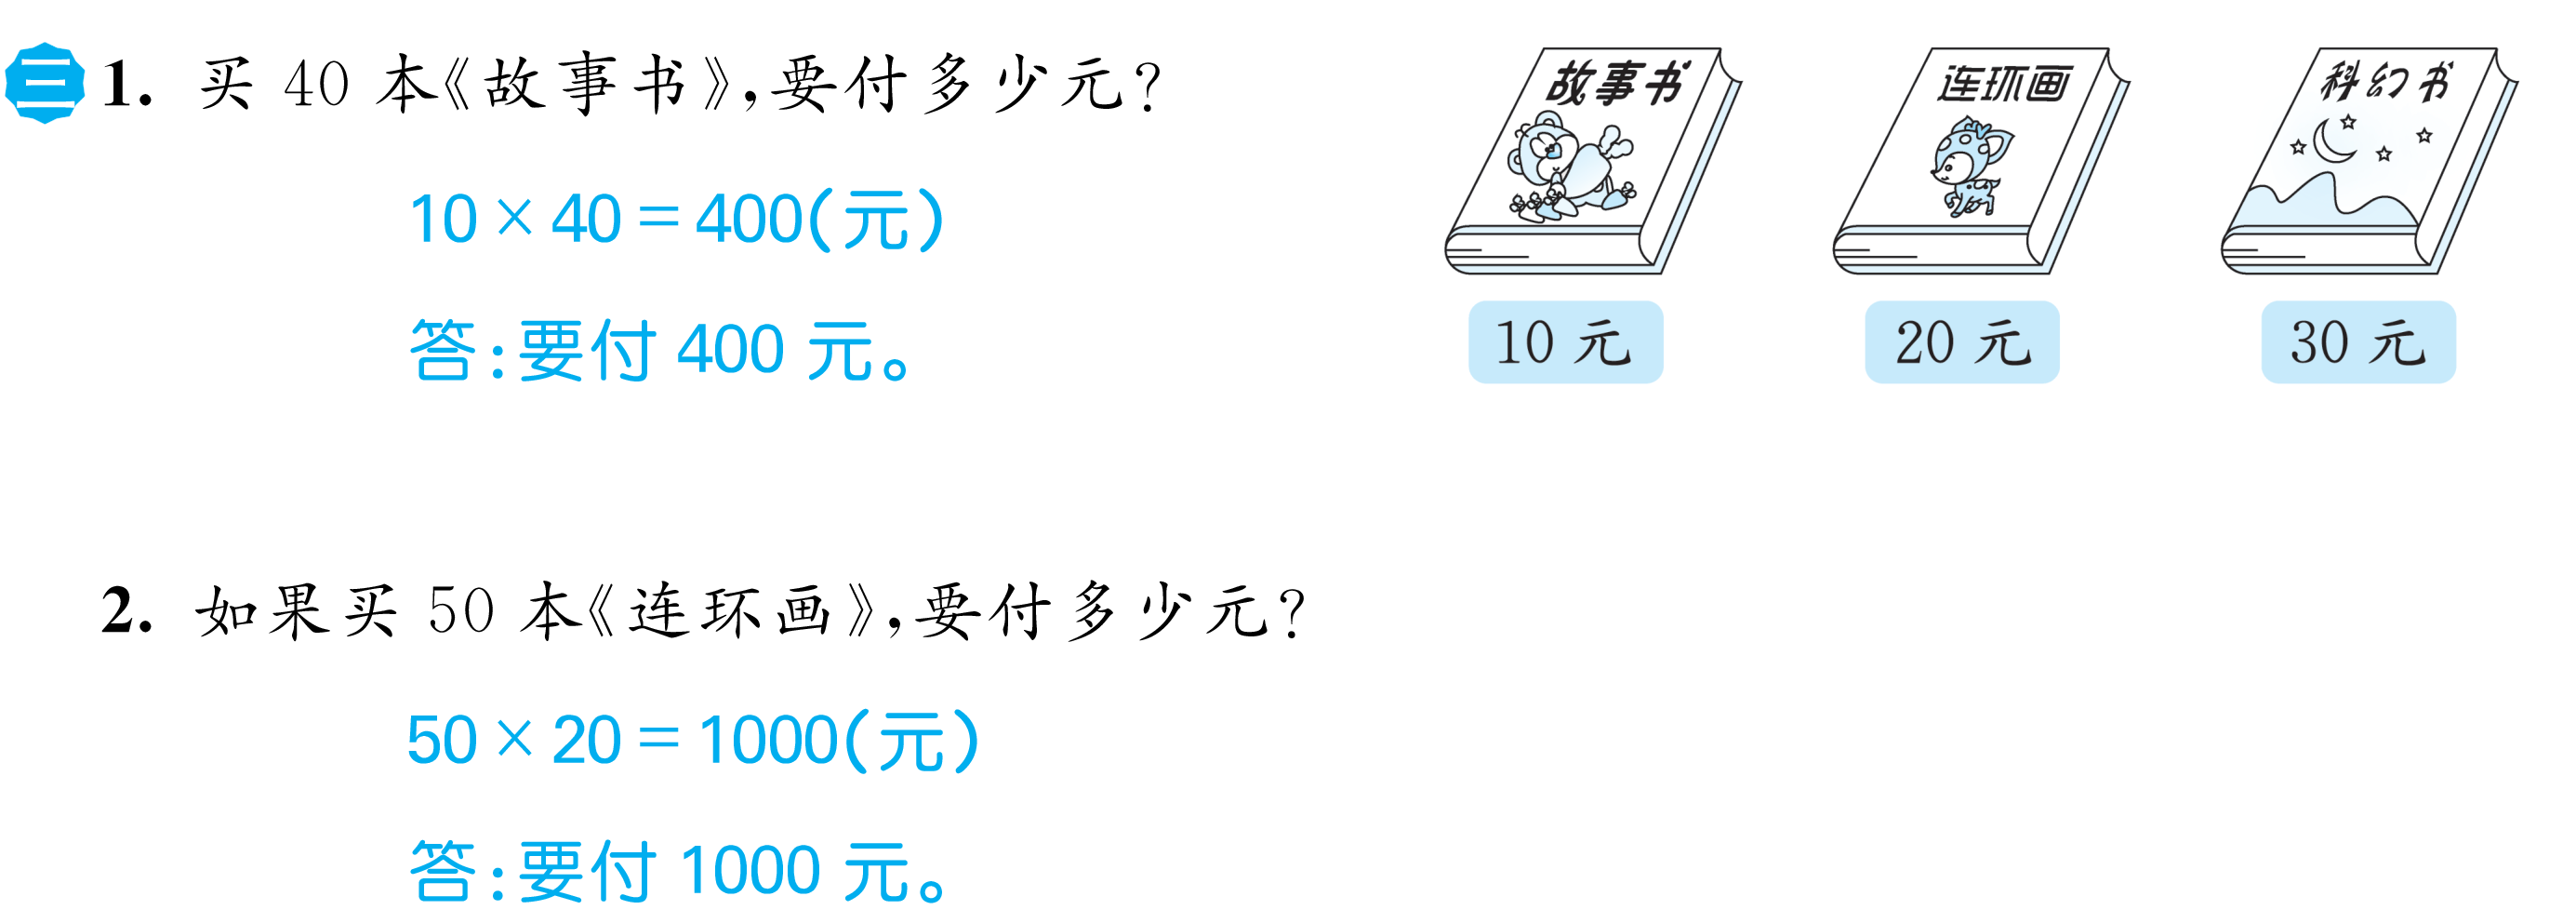 三 1. 买 40 本《故事书》,要付多少元?
10×40=400(元)
答:要付 400 元。
故事书
连环画
科幻书
10 元
20 元
30 元
2. 如果买 50 本《连环画》,要付多少元?
50×20=1000(元)
答:要付 1000 元。